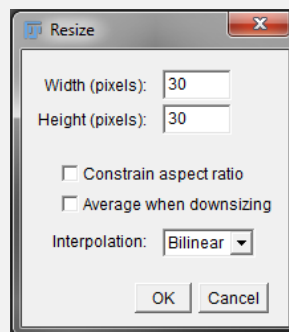 Resize
Width (pixels): 30
Height (pixels): 30
Constrain aspect ratio
Average when downsizing
Interpolation: Bilinear
OK Cancel